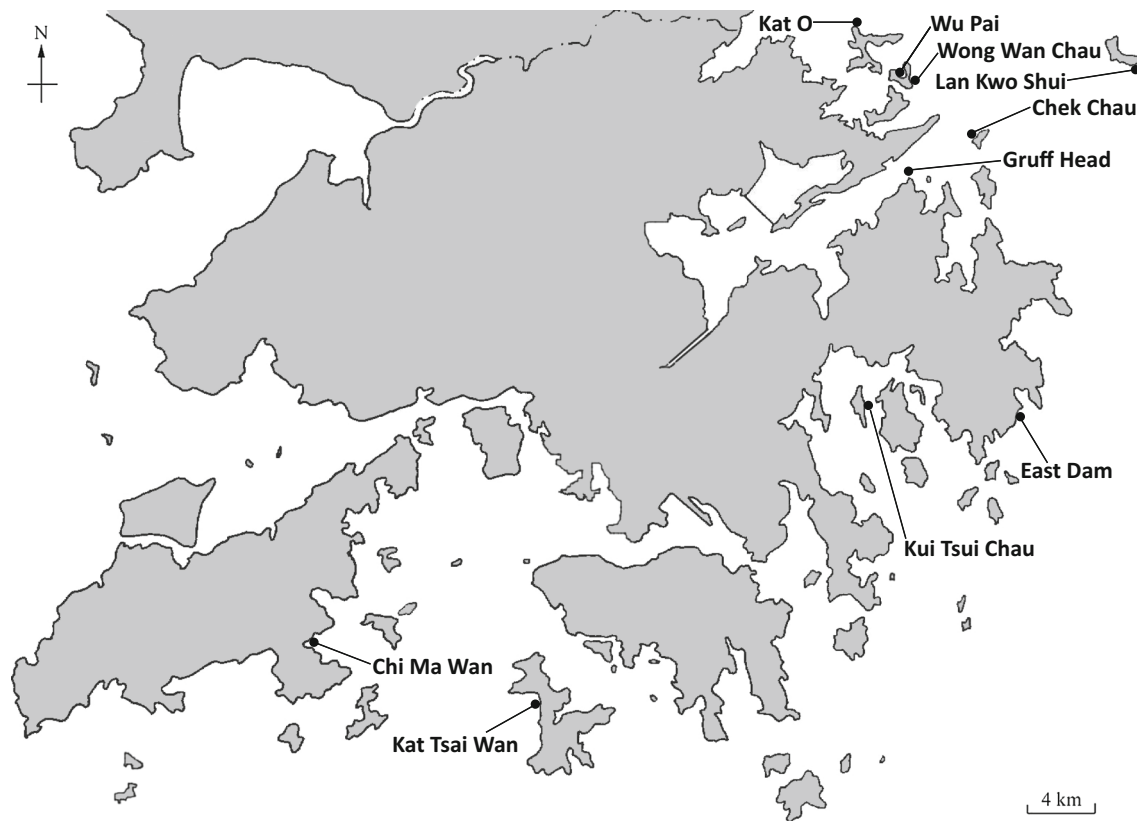 N
Kat O
Wu Pai
Wong Wan Chau
Lan Kwo Shui
Chek Chau
Gruff Head
East Dam
Kui Tsui Chau
Chi Ma Wan
Kat Tsai Wan
4 km